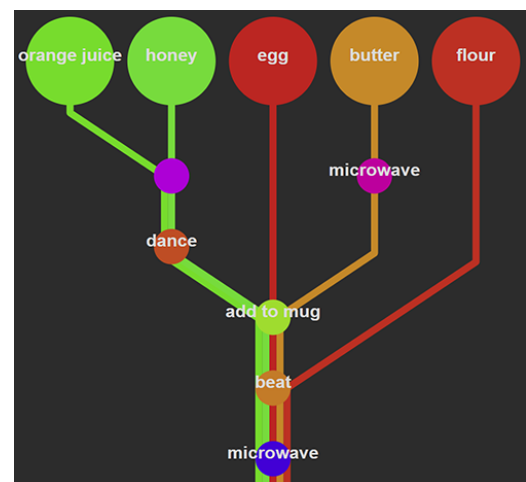 orange juice honey egg butter flour
microwave
dance
add to mug
beat
microwave